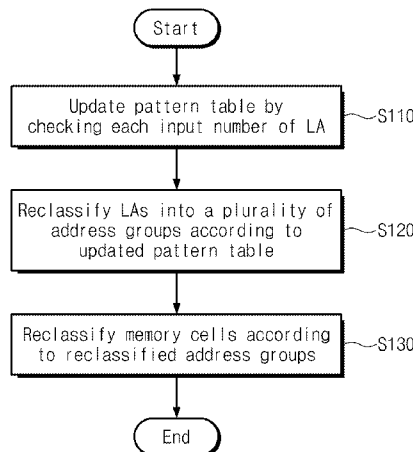 Start
Update pattern table by
checking each input number of LA
S110
Reclassify LAs into a plurality of
address groups according to
updated pattern table
S120
Reclassify memory cells according
to reclassified address groups
S130
End